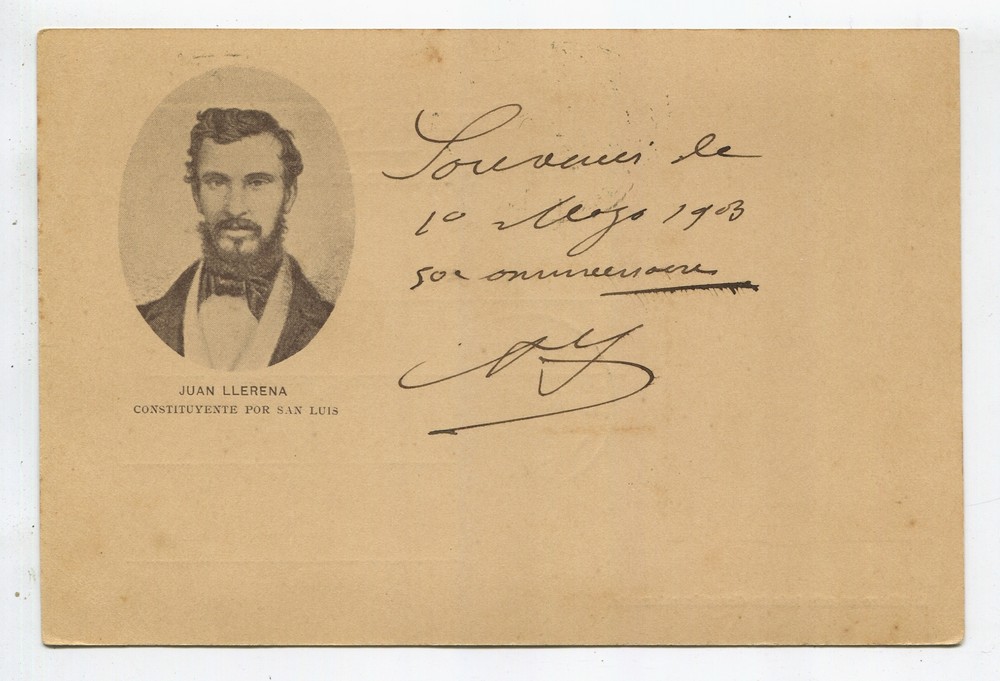 JUAN LLERENA
CONSTITUYENTE POR SAN LUIS
Souvenir de
1º Mayo 1903
50e anniversaire